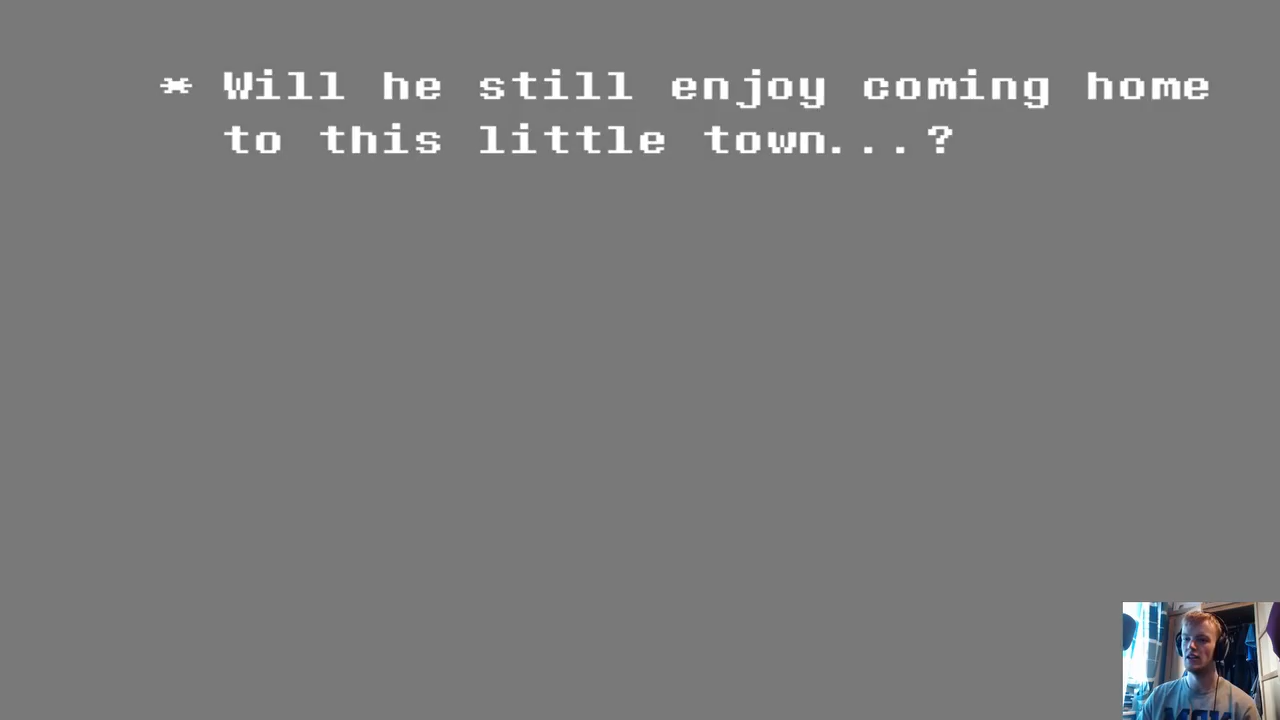 * Will he still enjoy coming home
to this little town...?